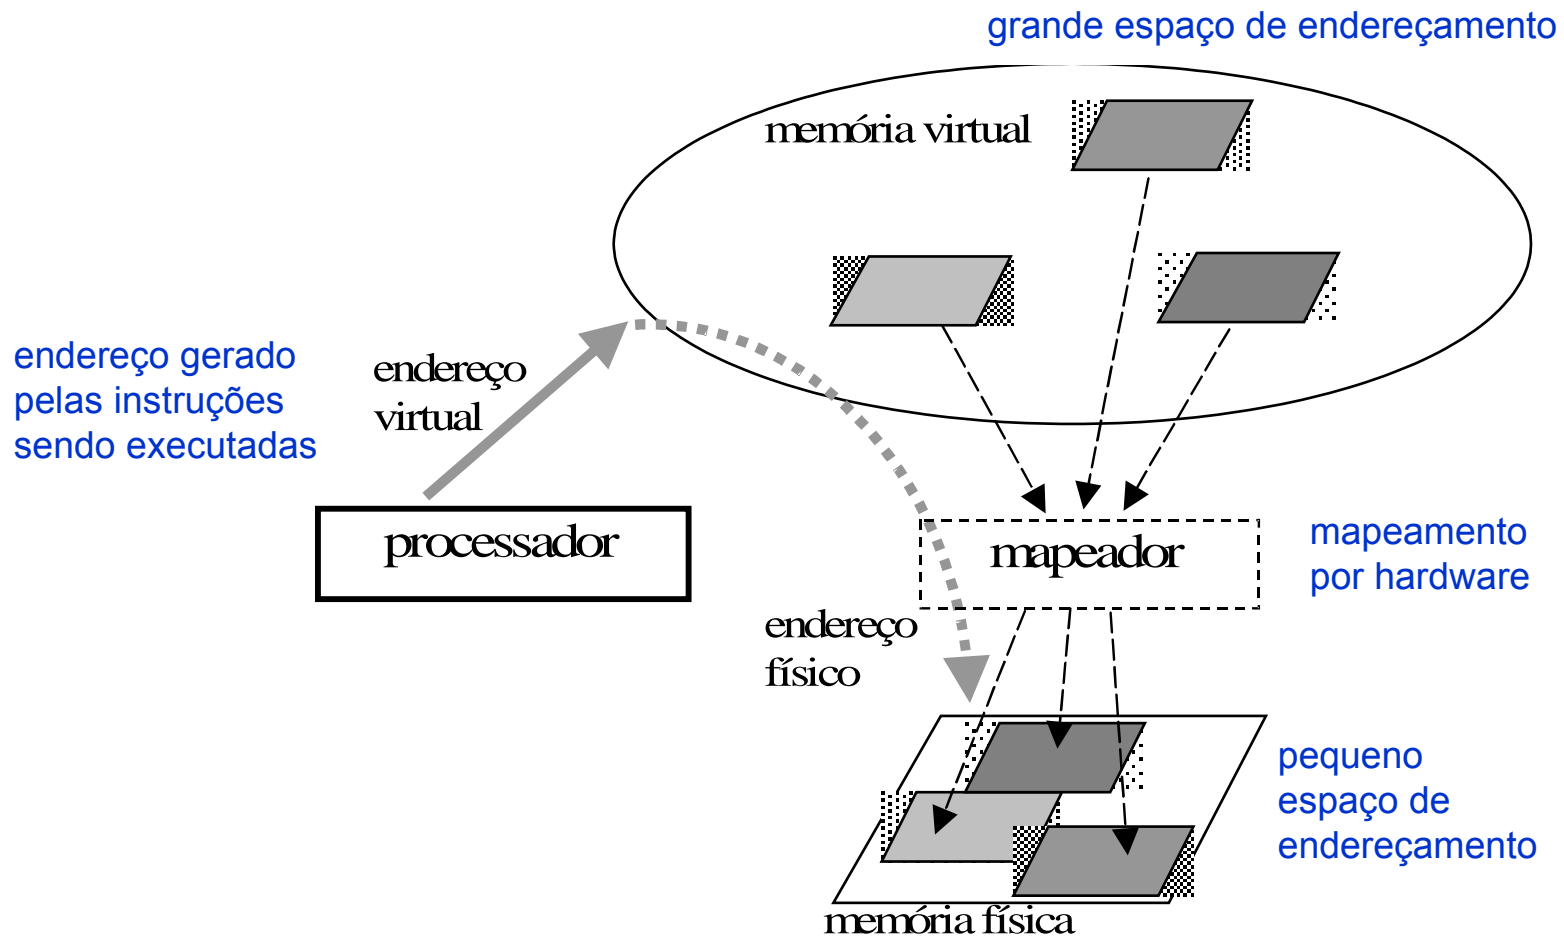 grande espaço de endereçamento
memória virtual
endereço gerado
pelas instruções
sendo executadas
endereço
virtual
processador
mapeador
mapeamento
por hardware
endereço
físico
pequeno
espaço de
endereçamento
memória física